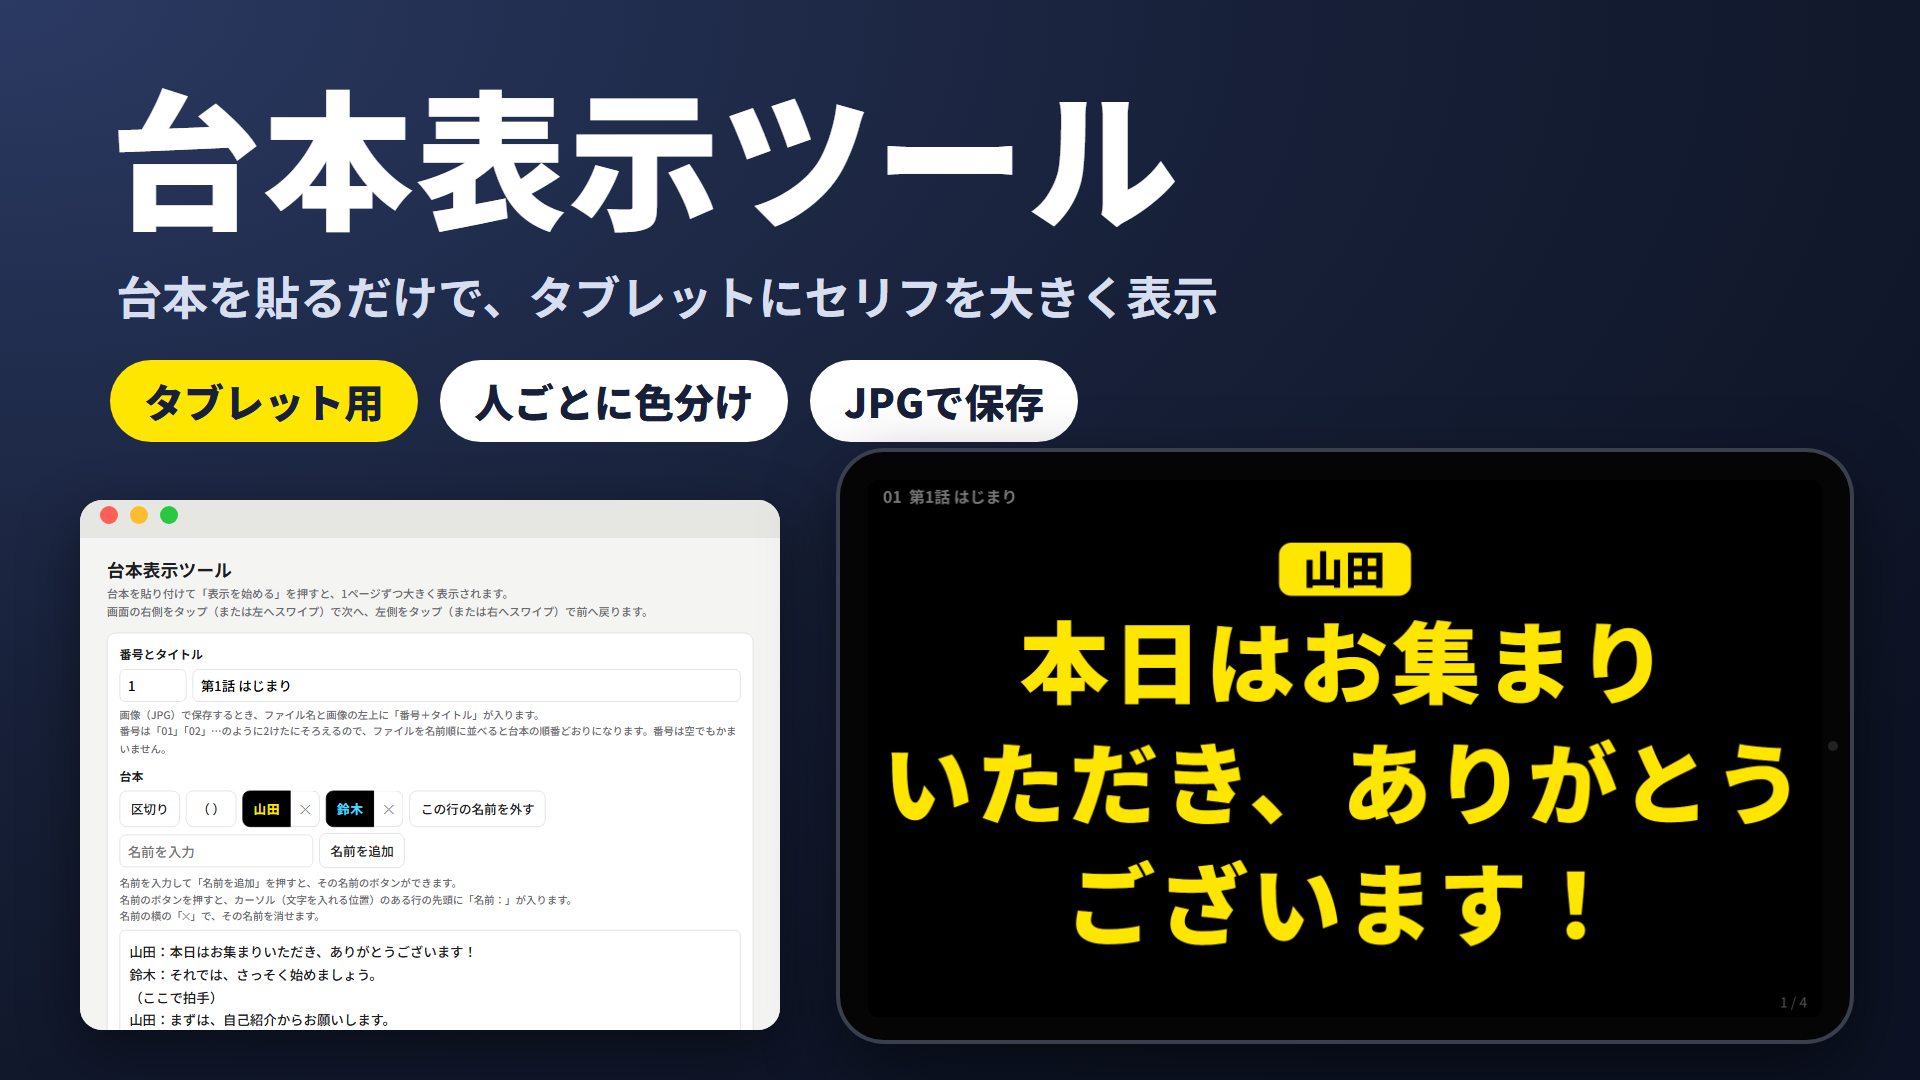 台本表示ツール
台本を貼るだけで、タブレットにセリフを大きく表示
タブレット用
人ごとに色分け
JPGで保存
台本表示ツール
台本を貼り付けて「表示を始める」を押すと、1ページずつ大きく表示されます。
画面の右側をタップ（または左へスワイプ）で次へ、左側をタップ（または右へスワイプ）で前へ戻ります。
番号とタイトル
1
第1話 はじまり
画像（JPG）で保存するとき、ファイル名と画像の左上に「番号＋タイトル」が入ります。
番号は「01」「02」…のように2けたにそろえるので、ファイルを名前順に並べると台本の順番どおりになります。番号は空でもかま
いません。
台本
区切り （ ） 山田 × 鈴木 × この行の名前を外す
名前を入力 名前を追加
名前を入力して「名前を追加」を押すと、その名前のボタンができます。
名前のボタンを押すと、カーソル（文字を入れる位置）のある行の先頭に「名前：」が入ります。
名前の横の「×」で、その名前を消せます。
山田：本日はお集まりいただき、ありがとうございます！
鈴木：それでは、さっそく始めましょう。
（ここで拍手）
山田：まずは、自己紹介からお願いします。
01 第1話 はじまり
山田
本日はお集まり
いただき、ありがとう
ございます！
1 / 4